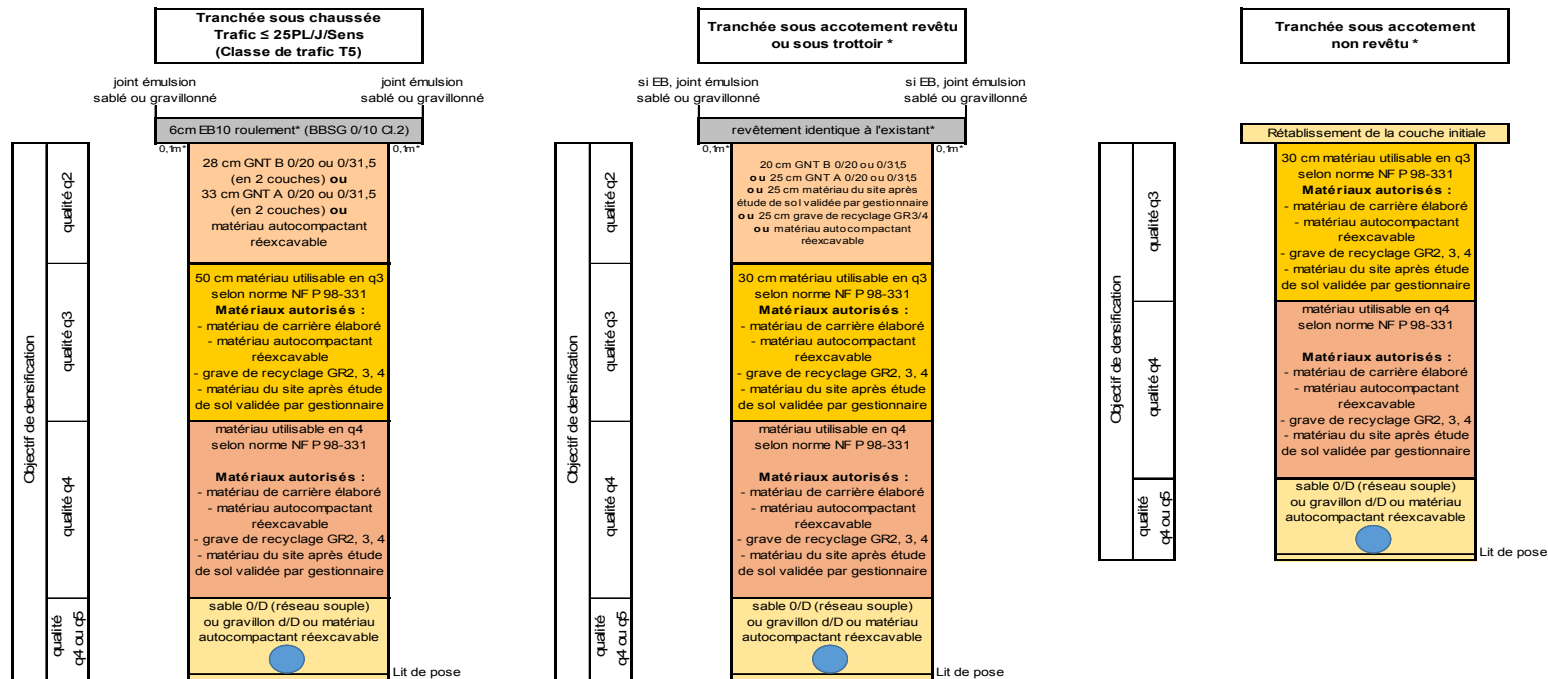 Tranchée sous chaussée
Trafic ≤ 25PL/J/Sens
(Classe de trafic T5)
joint émulsion
sablé ou gravillonné
joint émulsion
sablé ou gravillonné
6cm EB10 roulement* (BBSG 0/10 Cl.2)
0,1m*
0,1m*
Objectif de densification
qualité q2
28 cm GNT B 0/20 ou 0/31,5
(en 2 couches) ou
33 cm GNT A 0/20 ou 0/31,5
(en 2 couches) ou
matériau autocompactant
réexcavable
qualité q3
50 cm matériau utilisable en q3
selon norme NF P 98-331
Matériaux autorisés :
- matériau de carrière élaboré
- matériau autocompactant
réexcavable
- grave de recyclage GR2, 3, 4
- matériau du site après étude
de sol validée par gestionnaire
qualité q4
matériau utilisable en q4
selon norme NF P 98-331
Matériaux autorisés :
- matériau de carrière élaboré
- matériau autocompactant
réexcavable
- grave de recyclage GR2, 3, 4
- matériau du site après étude
de sol validée par gestionnaire
qualité
q4 ou q5
sable 0/D (réseau souple)
ou gravillon d/D ou matériau
autocompactant réexcavable
Lit de pose
Tranchée sous accotement revêtu
ou sous trottoir *
si EB, joint émulsion
sablé ou gravillonné
si EB, joint émulsion
sablé ou gravillonné
revêtement identique à l'existant*
0,1m*
0,1m*
Objectif de densification
qualité q2
20 cm GNT B 0/20 ou 0/31,5
ou 25 cm GNT A 0/20 ou 0/31,5
ou 25 cm matériau du site après
étude de sol validée par gestionnaire
ou 25 cm grave de recyclage GR3/4
ou matériau autocompactant
réexcavable
qualité q3
30 cm matériau utilisable en q3
selon norme NF P 98-331
Matériaux autorisés :
- matériau de carrière élaboré
- matériau autocompactant
réexcavable
- grave de recyclage GR2, 3, 4
- matériau du site après étude
de sol validée par gestionnaire
qualité q4
matériau utilisable en q4
selon norme NF P 98-331
Matériaux autorisés :
- matériau de carrière élaboré
- matériau autocompactant
réexcavable
- grave de recyclage GR2, 3, 4
- matériau du site après étude
de sol validée par gestionnaire
qualité
q4 ou q5
sable 0/D (réseau souple)
ou gravillon d/D ou matériau
autocompactant réexcavable
Lit de pose
Tranchée sous accotement
non revêtu *
Rétablissement de la couche initiale
Objectif de densification
qualité q3
30 cm matériau utilisable en q3
selon norme NF P 98-331
Matériaux autorisés :
- matériau de carrière élaboré
- matériau autocompactant
réexcavable
- grave de recyclage GR2, 3, 4
- matériau du site après étude
de sol validée par gestionnaire
qualité q4
matériau utilisable en q4
selon norme NF P 98-331
Matériaux autorisés :
- matériau de carrière élaboré
- matériau autocompactant
réexcavable
- grave de recyclage GR2, 3, 4
- matériau du site après étude
de sol validée par gestionnaire
qualité
q4 ou q5
sable 0/D (réseau souple)
ou gravillon d/D ou matériau
autocompactant réexcavable
Lit de pose